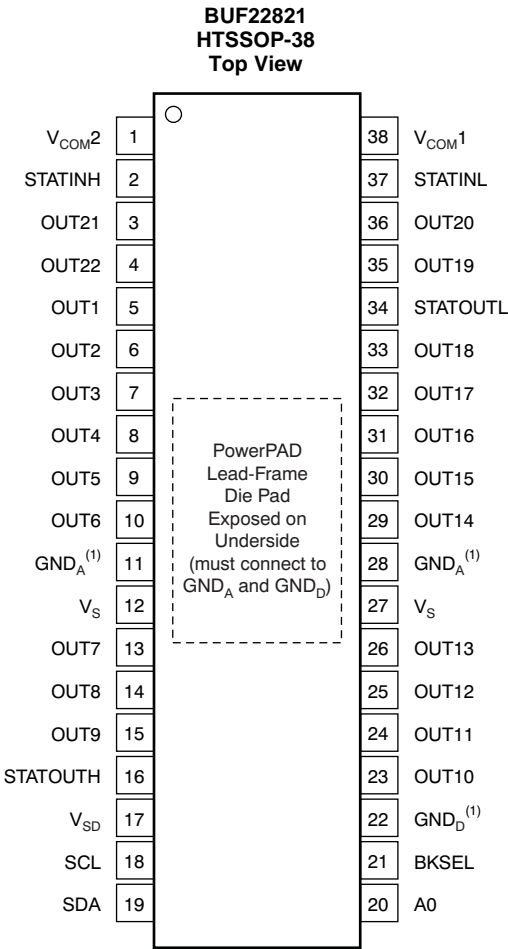 BUF22821
HTSSOP-38
Top View
V_COM2 1 38 V_COM1
STATINH 2 37 STATINL
OUT21 3 36 OUT20
OUT22 4 35 OUT19
OUT1 5 34 STATOUTL
OUT2 6 33 OUT18
OUT3 7 32 OUT17
OUT4 8 31 OUT16
OUT5 9 30 OUT15
OUT6 10 29 OUT14
GND_A(1) 11 28 GND_A(1)
V_S 12 27 V_S
OUT7 13 26 OUT13
OUT8 14 25 OUT12
OUT9 15 24 OUT11
STATOUTH 16 23 OUT10
V_SD 17 22 GND_D(1)
SCL 18 21 BKSEL
SDA 19 20 A0
PowerPAD
Lead-Frame
Die Pad
Exposed on
Underside
(must connect to
GND_A and GND_D)